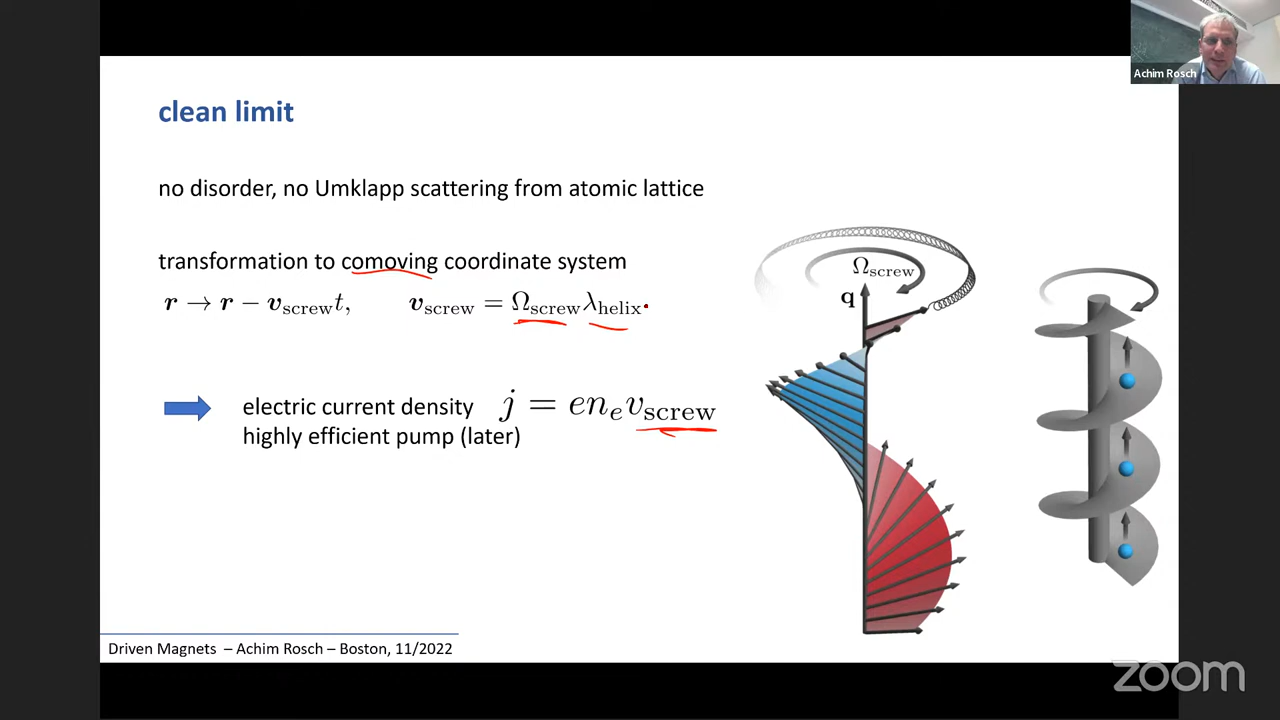 Achim Rosch
clean limit
no disorder, no Umklapp scattering from atomic lattice
transformation to comoving coordinate system
r → r − v_screw t, v_screw = Ω_screw λ_helix
electric current density j = en_e v_screw
highly efficient pump (later)
Ω_screw
q
Driven Magnets – Achim Rosch – Boston, 11/2022
zoom